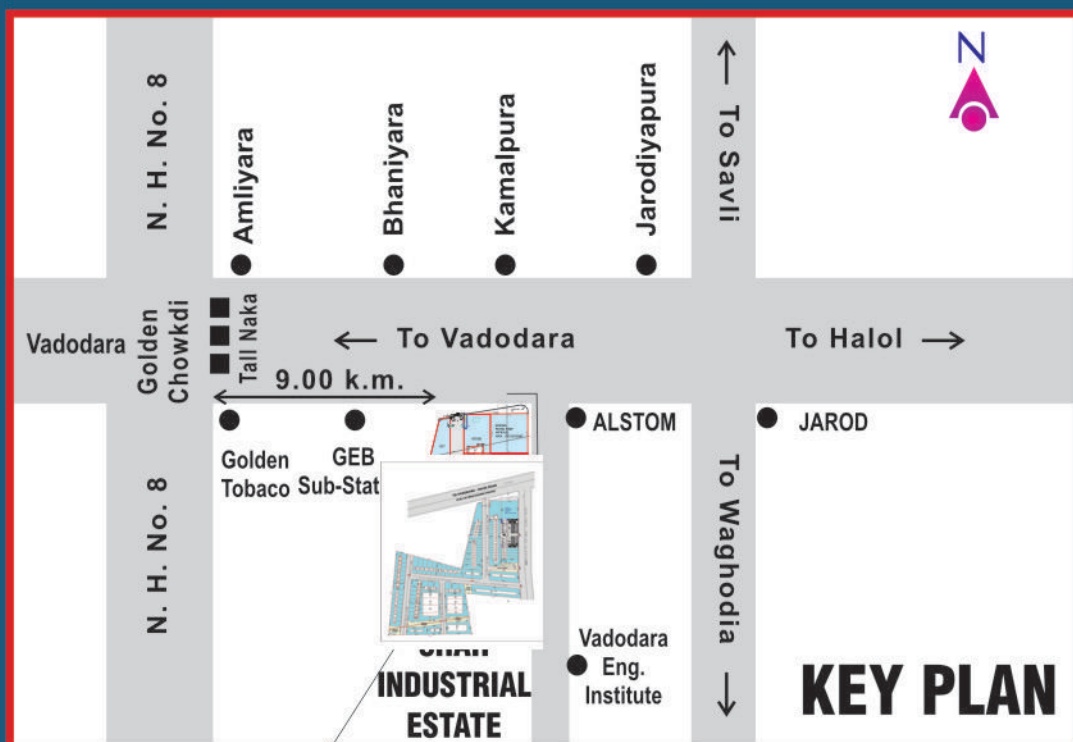 N
N. H. No. 8
Amliyara
Bhaniyara
Kamalpura
Jarodiyapura
To Savli
Vadodara
Golden
Chowkdi
Tall Naka
To Vadodara
To Halol
9.00 k.m.
Golden
Tobaco
GEB
Sub-Stat
ALSTOM
JAROD
N. H. No. 8
To Waghodia
INDUSTRIAL
ESTATE
Vadodara
Eng.
Institute
KEY PLAN